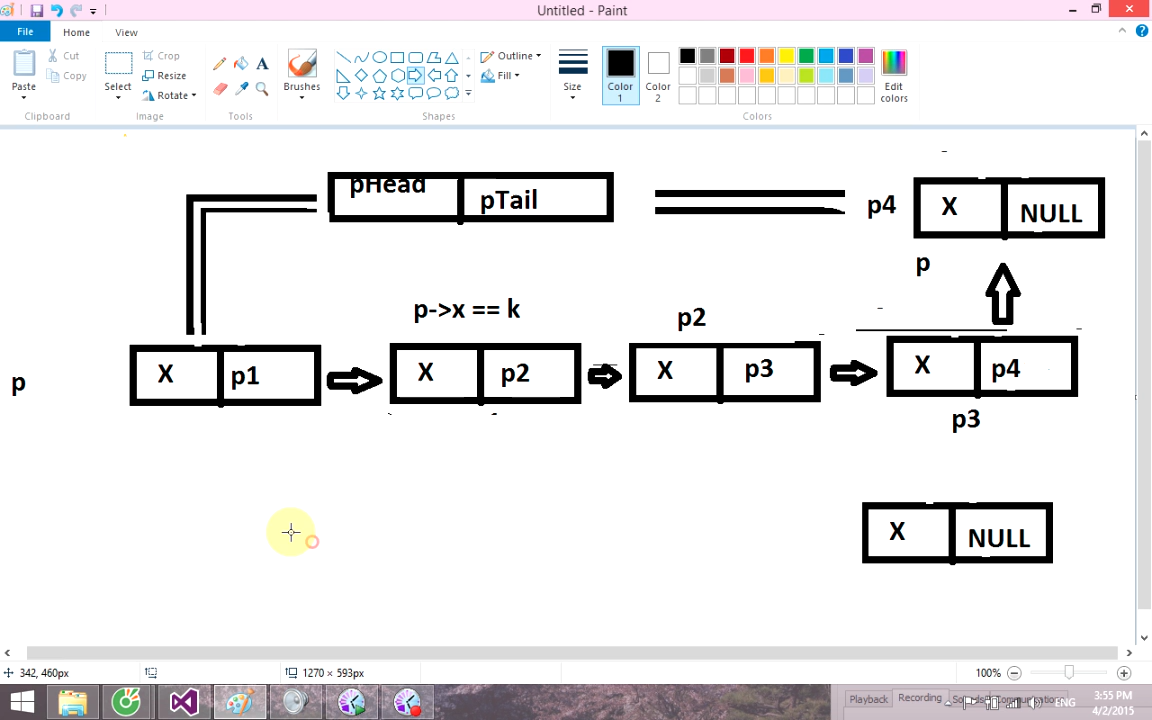 Untitled - Paint
File Home View
Cut
Copy
Paste
Clipboard
Crop
Resize
Rotate
Select
Image
Tools
Brushes
Outline
Fill
Shapes
Size
Color 1
Color 2
Edit colors
Colors
pHead pTail
p4 X NULL
p
p->x == k
p2
p X p1 X p2 X p3 X p4
p3
X NULL
342, 460px
1270 × 593px
100%
Playback Recording
ENG
3:55 PM
4/2/2015